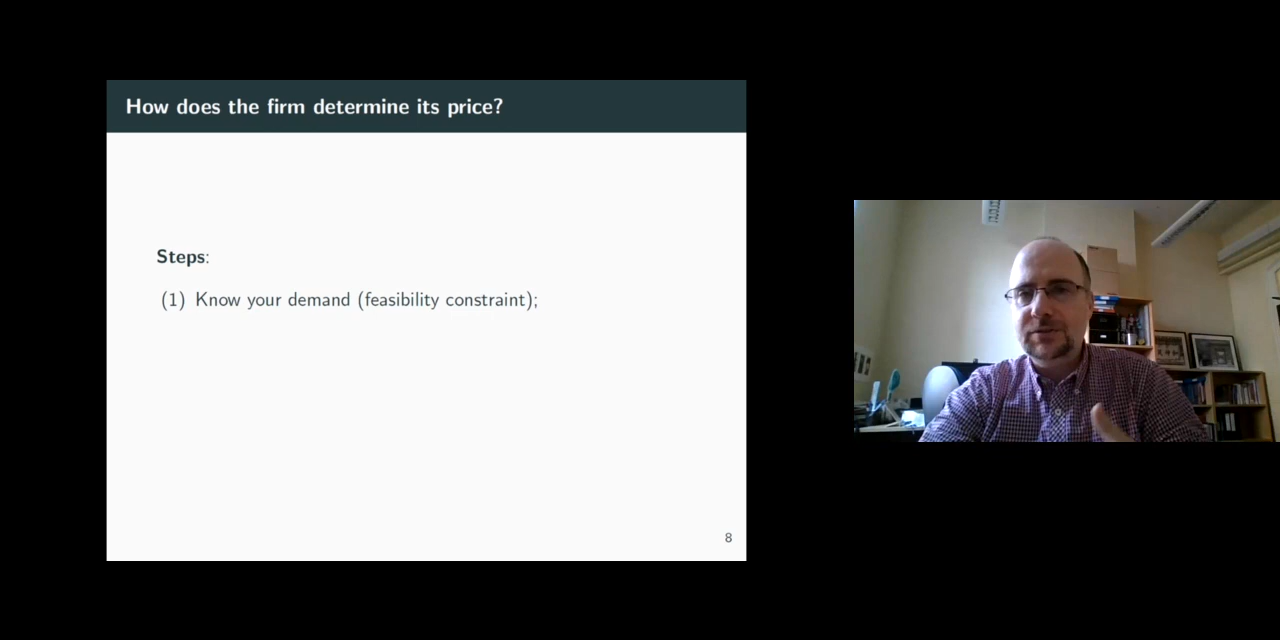 How does the firm determine its price?
Steps:
(1) Know your demand (feasibility constraint);
8